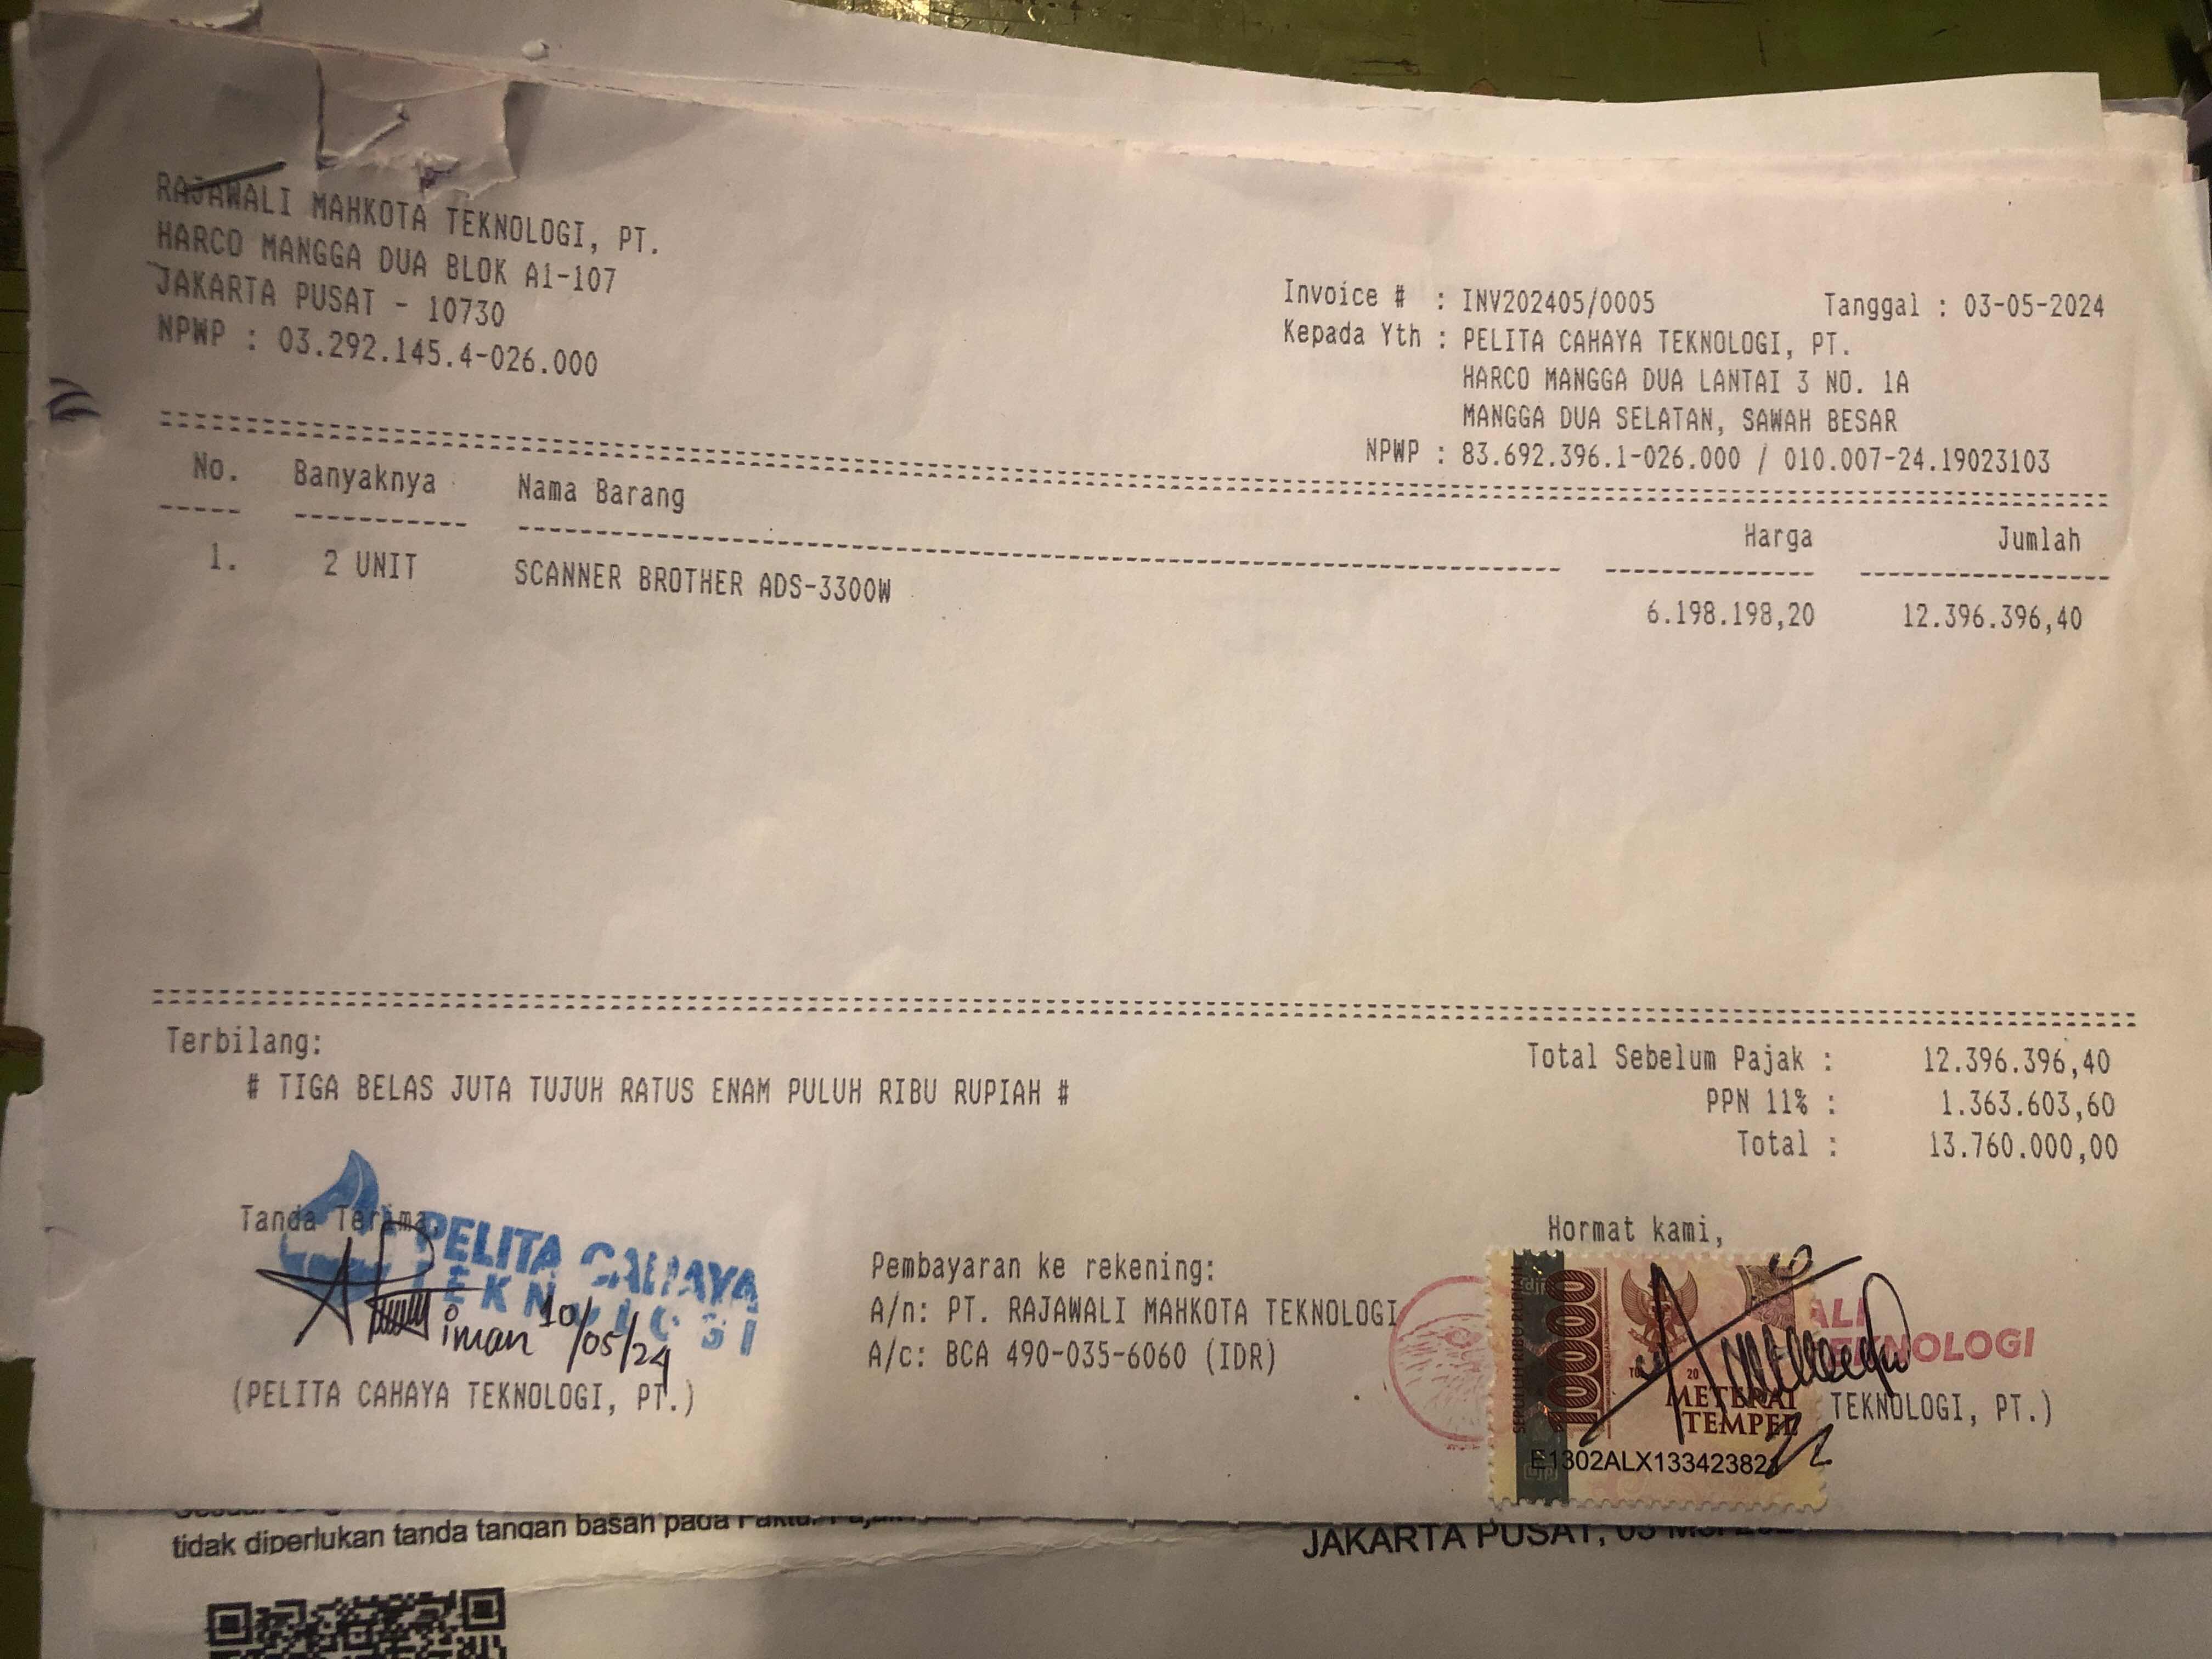 RAJAWALI MAHKOTA TEKNOLOGI, PT.
HARCO MANGGA DUA BLOK A1-107
JAKARTA PUSAT - 10730
NPWP : 03.292.145.4-026.000
Invoice # : INV202405/0005 Tanggal : 03-05-2024
Kepada Yth : PELITA CAHAYA TEKNOLOGI, PT.
HARCO MANGGA DUA LANTAI 3 NO. 1A
MANGGA DUA SELATAN, SAWAH BESAR
NPWP : 83.692.396.1-026.000 / 010.007-24.19023103
No. Banyaknya Nama Barang Harga Jumlah
1. 2 UNIT SCANNER BROTHER ADS-3300W 6.198.198,20 12.396.396,40
Terbilang:
# TIGA BELAS JUTA TUJUH RATUS ENAM PULUH RIBU RUPIAH #
Total Sebelum Pajak : 12.396.396,40
PPN 11% : 1.363.603,60
Total : 13.760.000,00
Tanda Terima,
PELITA CAHAYA
TEKNOLOGI
iman 10/05/24
(PELITA CAHAYA TEKNOLOGI, PT.)
Pembayaran ke rekening:
A/n: PT. RAJAWALI MAHKOTA TEKNOLOGI
A/c: BCA 490-035-6060 (IDR)
Hormat kami,
SEPULUH RIBU RUPIAH
10000
METERAI
TEMPEL
TEKNOLOGI
TEKNOLOGI, PT.)
tidak diperlukan tanda tangan basah pada
JAKARTA PUSAT, 03